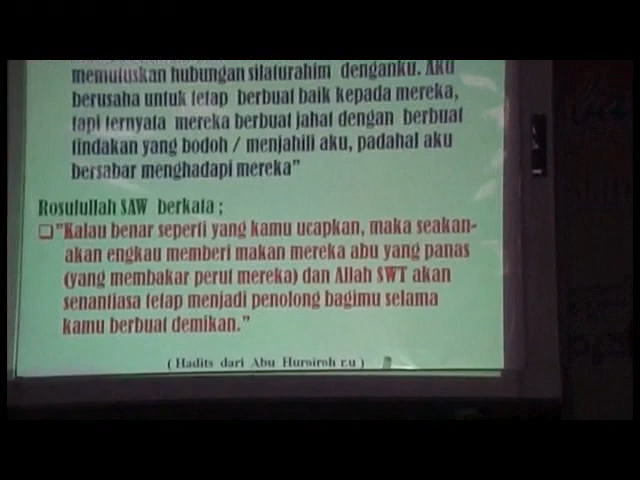 memutuskan hubungan silaturahim denganku. Aku
berusaha untuk tetap berbuat baik kepada mereka,
tapi ternyata mereka berbuat jahat dengan berbuat
tindakan yang bodoh / menjahili aku, padahal aku
bersabar menghadapi mereka"
Rosulullah SAW berkata ;
"Kalau benar seperti yang kamu ucapkan, maka seakan-
akan engkau memberi makan mereka abu yang panas
(yang membakar perut mereka) dan Allah SWT akan
senantiasa tetap menjadi penolong bagimu selama
kamu berbuat demikan."
( Hadits dari Abu Huroiroh r.u )